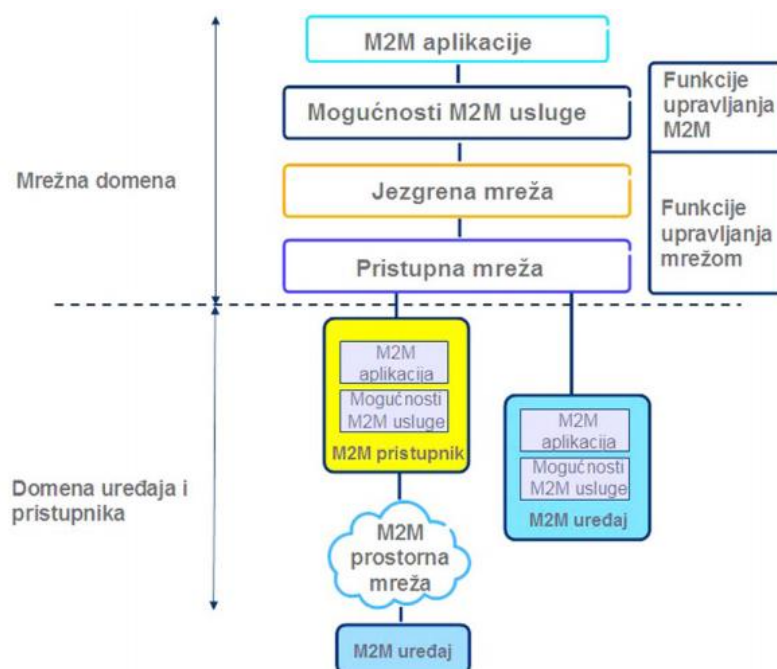 M2M aplikacije
Mogućnosti M2M usluge
Jezgrena mreža
Pristupna mreža
Funkcije
upravljanja
M2M
Funkcije
upravljanja
mrežom
Mrežna domena
Domena uređaja i
pristupnika
M2M
aplikacija
Mogućnosti
M2M usluge
M2M pristupnik
M2M
aplikacija
Mogućnosti
M2M usluge
M2M uređaj
M2M
prostorna
mreža
M2M uređaj